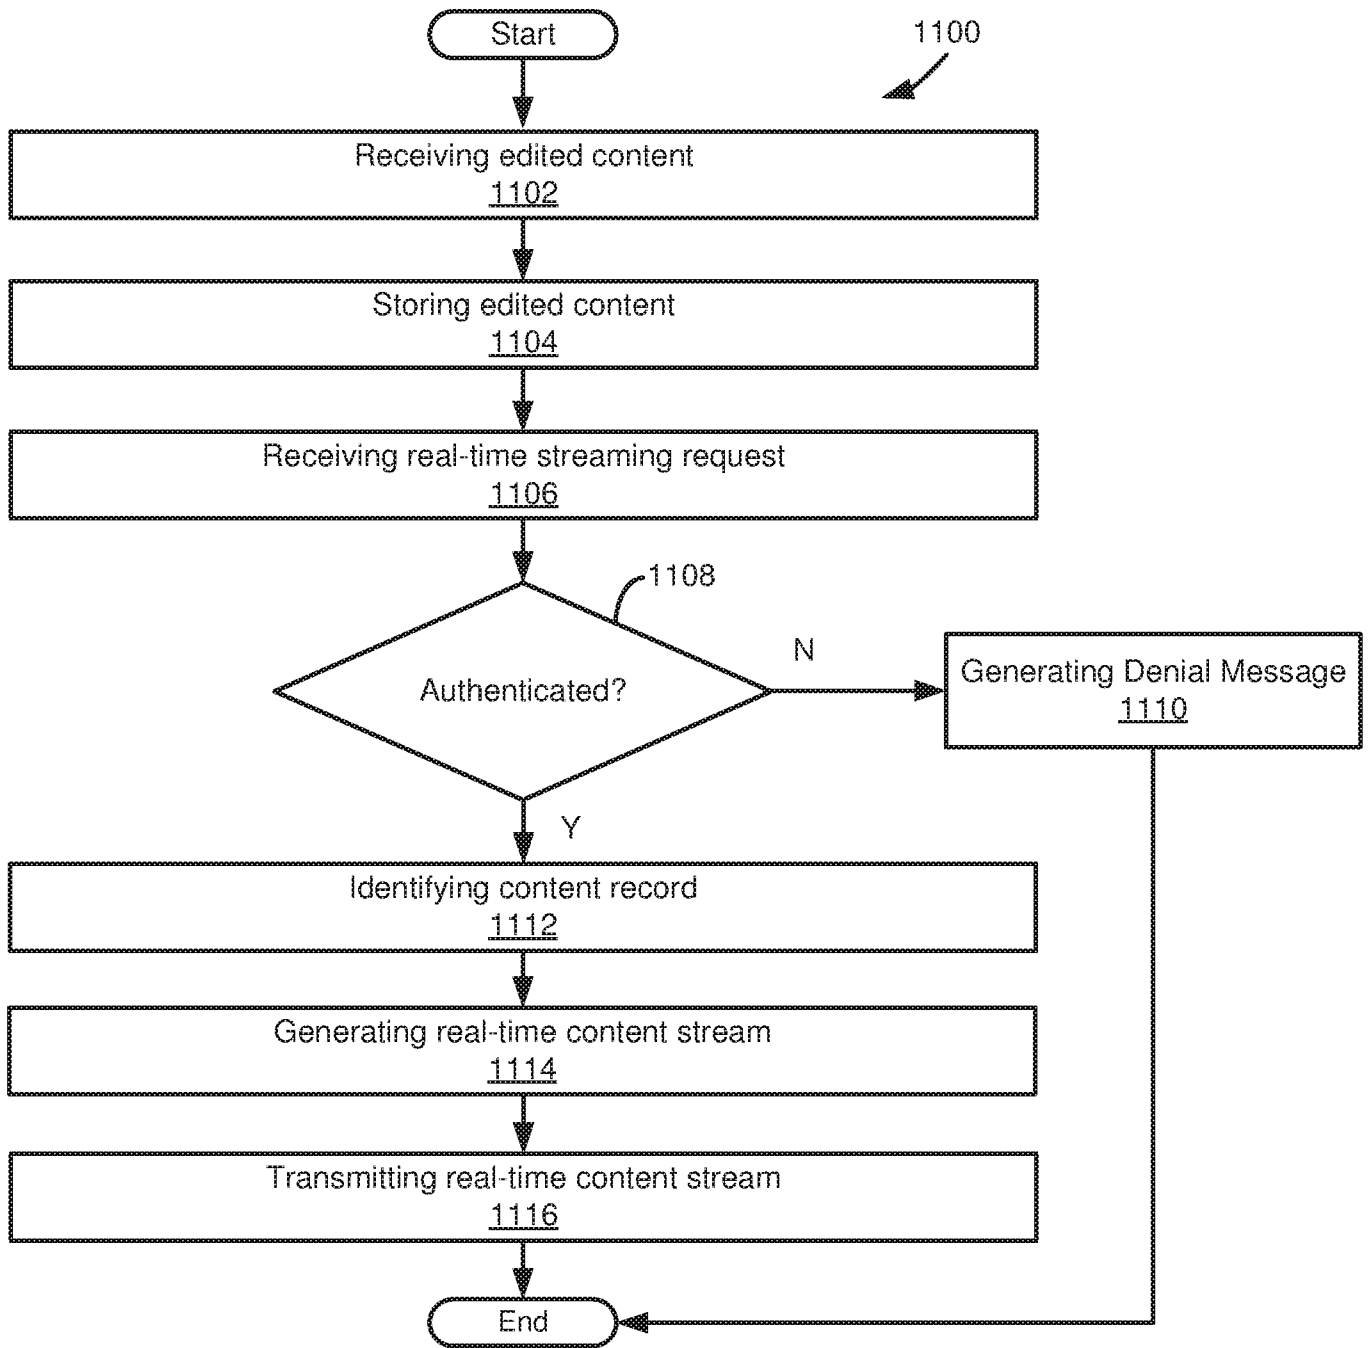 Start
1100
Receiving edited content
1102
Storing edited content
1104
Receiving real-time streaming request
1106
1108
Authenticated?
N
Generating Denial Message
1110
Y
Identifying content record
1112
Generating real-time content stream
1114
Transmitting real-time content stream
1116
End